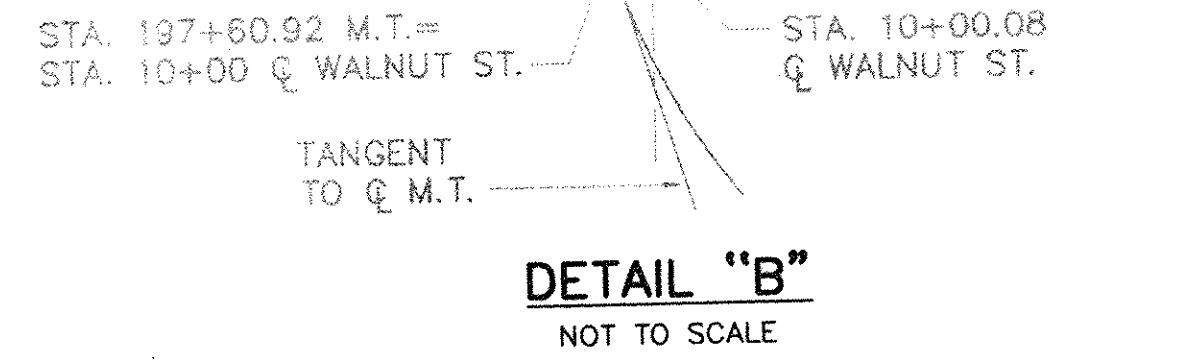 STA. 197+60.92 M.T.=
STA. 10+00 ℄ WALNUT ST.
STA. 10+00.08
℄ WALNUT ST.
TANGENT
TO ℄ M.T.
DETAIL "B"
NOT TO SCALE